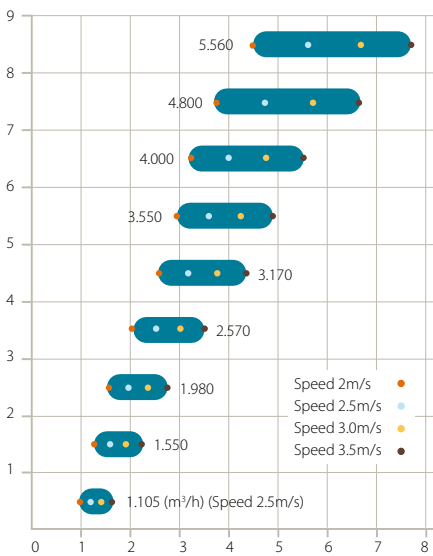 9
5.560
8
4.800
7
4.000
6
3.550
5
3.170
4
2.570
3
Speed 2m/s
1.980
Speed 2.5m/s
2
Speed 3.0m/s
1.550
Speed 3.5m/s
1
1.105 (m³/h) (Speed 2.5m/s)
0 1 2 3 4 5 6 7 8